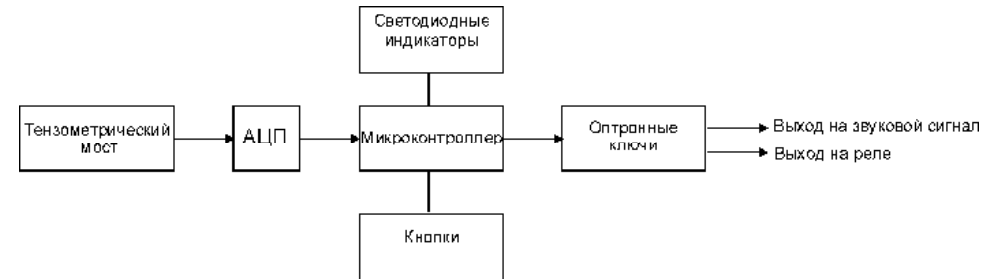 Светодиодные
индикаторы
Тензометрический
мост
АЦП
Микроконтроллер
Оптронные
ключи
Выход на звуковой сигнал
Выход на реле
Кнопки